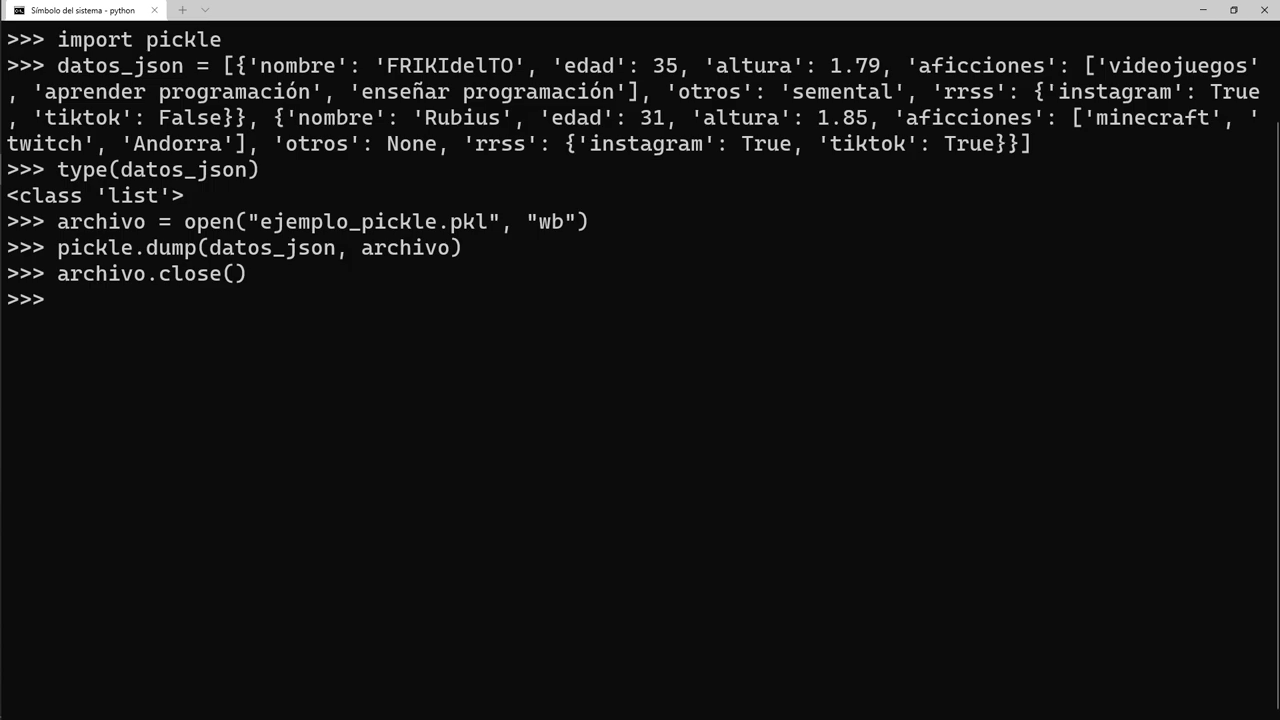 Símbolo del sistema - python
>>> import pickle
>>> datos_json = [{'nombre': 'FRIKIdelTO', 'edad': 35, 'altura': 1.79, 'aficciones': ['videojuegos'
, 'aprender programación', 'enseñar programación'], 'otros': 'semental', 'rrss': {'instagram': True
, 'tiktok': False}}, {'nombre': 'Rubius', 'edad': 31, 'altura': 1.85, 'aficciones': ['minecraft', '
twitch', 'Andorra'], 'otros': None, 'rrss': {'instagram': True, 'tiktok': True}}]
>>> type(datos_json)
<class 'list'>
>>> archivo = open("ejemplo_pickle.pkl", "wb")
>>> pickle.dump(datos_json, archivo)
>>> archivo.close()
>>>